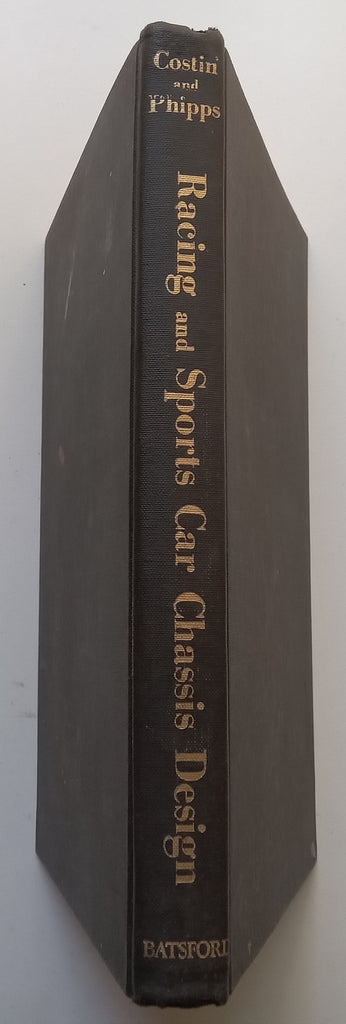 Costin
and
Phipps
Racing and Sports Car Chassis Design
BATSFORD